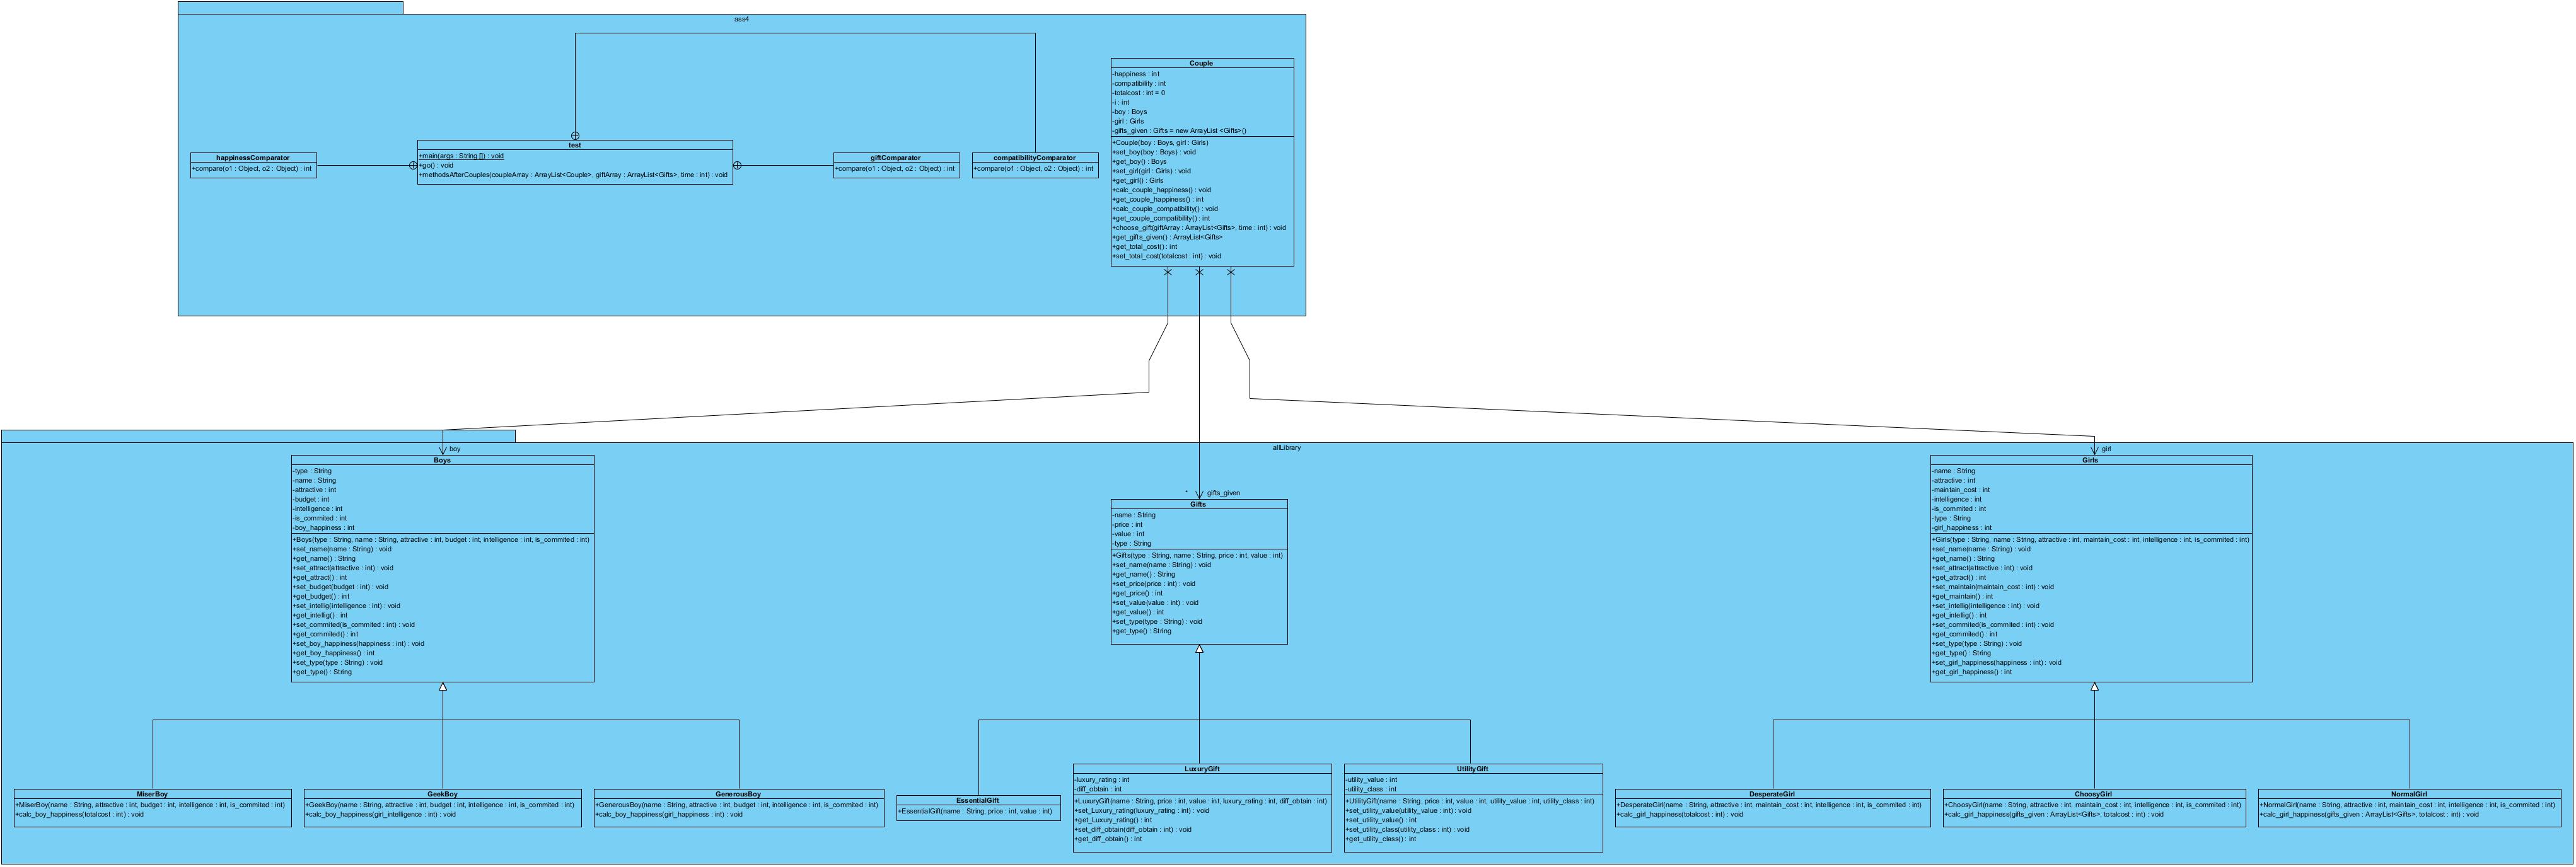 ass4
happinessComparator
+compare(o1 : Object, o2 : Object) : int
test
+main(args : String []) : void
+go() : void
+methodsAfterCouples(coupleArray : ArrayList<Couple>, giftArray : ArrayList<Gifts>, time : int) : void
giftComparator
+compare(o1 : Object, o2 : Object) : int
compatibilityComparator
+compare(o1 : Object, o2 : Object) : int
Couple
-happiness : int
-compatibility : int
-totalcost : int = 0
-i : int
-boy : Boys
-girl : Girls
-gifts_given : Gifts = new ArrayList <Gifts>()
+Couple(boy : Boys, girl : Girls)
+set_boy(boy : Boys) : void
+get_boy() : Boys
+set_girl(girl : Girls) : void
+get_girl() : Girls
+calc_couple_happiness() : void
+get_couple_happiness() : int
+calc_couple_compatibility() : void
+get_couple_compatibility() : int
+choose_gift(giftArray : ArrayList<Gifts>, time : int) : void
+get_gifts_given() : ArrayList<Gifts>
+get_total_cost() : int
+set_total_cost(totalcost : int) : void
allLibrary
boy
Boys
-type : String
-name : String
-attractive : int
-budget : int
-intelligence : int
-is_commited : int
-boy_happiness : int
+Boys(type : String, name : String, attractive : int, budget : int, intelligence : int, is_commited : int)
+set_name(name : String) : void
+get_name() : String
+set_attract(attractive : int) : void
+get_attract() : int
+set_budget(budget : int) : void
+get_budget() : int
+set_intellig(intelligence : int) : void
+get_intellig() : int
+set_commited(is_commited : int) : void
+get_commited() : int
+set_boy_happiness(happiness : int) : void
+get_boy_happiness() : int
+set_type(type : String) : void
+get_type() : String
* gifts_given
Gifts
-name : String
-price : int
-value : int
-type : String
+Gifts(type : String, name : String, price : int, value : int)
+set_name(name : String) : void
+get_name() : String
+set_price(price : int) : void
+get_price() : int
+set_value(value : int) : void
+get_value() : int
+set_type(type : String) : void
+get_type() : String
girl
Girls
-name : String
-attractive : int
-maintain_cost : int
-intelligence : int
-is_commited : int
-type : String
-girl_happiness : int
+Girls(type : String, name : String, attractive : int, maintain_cost : int, intelligence : int, is_commited : int)
+set_name(name : String) : void
+get_name() : String
+set_attract(attractive : int) : void
+get_attract() : int
+set_maintain(maintain_cost : int) : void
+get_maintain() : int
+set_intellig(intelligence : int) : void
+get_intellig() : int
+set_commited(is_commited : int) : void
+get_commited() : int
+set_type(type : String) : void
+get_type() : String
+set_girl_happiness(happiness : int) : void
+get_girl_happiness() : int
MiserBoy
+MiserBoy(name : String, attractive : int, budget : int, intelligence : int, is_commited : int)
+calc_boy_happiness(totalcost : int) : void
GeekBoy
+GeekBoy(name : String, attractive : int, budget : int, intelligence : int, is_commited : int)
+calc_boy_happiness(girl_intelligence : int) : void
GenerousBoy
+GenerousBoy(name : String, attractive : int, budget : int, intelligence : int, is_commited : int)
+calc_boy_happiness(girl_happiness : int) : void
EssentialGift
+EssentialGift(name : String, price : int, value : int)
LuxuryGift
-luxury_rating : int
-diff_obtain : int
+LuxuryGift(name : String, price : int, value : int, luxury_rating : int, diff_obtain : int)
+set_Luxury_rating(luxury_rating : int) : void
+get_Luxury_rating() : int
+set_diff_obtain(diff_obtain : int) : void
+get_diff_obtain() : int
UtilityGift
-utility_value : int
-utility_class : int
+UtilityGift(name : String, price : int, value : int, utility_value : int, utility_class : int)
+set_utility_value(utility_value : int) : void
+set_utility_value() : int
+set_utility_class(utility_class : int) : void
+get_utility_class() : int
DesperateGirl
+DesperateGirl(name : String, attractive : int, maintain_cost : int, intelligence : int, is_commited : int)
+calc_girl_happiness(totalcost : int) : void
ChoosyGirl
+ChoosyGirl(name : String, attractive : int, maintain_cost : int, intelligence : int, is_commited : int)
+calc_girl_happiness(gifts_given : ArrayList<Gifts>, totalcost : int) : void
NormalGirl
+NormalGirl(name : String, attractive : int, maintain_cost : int, intelligence : int, is_commited : int)
+calc_girl_happiness(gifts_given : ArrayList<Gifts>, totalcost : int) : void